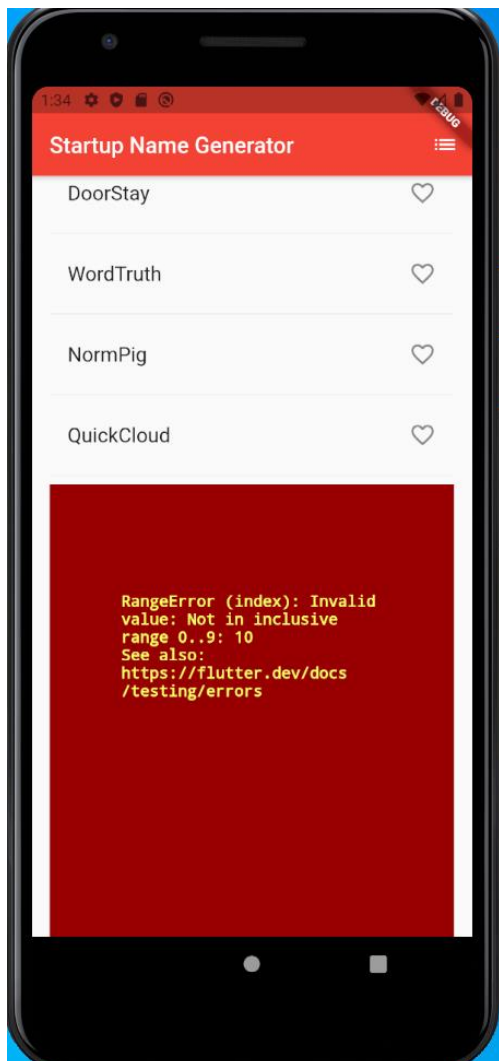 1:34
DEBUG
Startup Name Generator
DoorStay
WordTruth
NormPig
QuickCloud
RangeError (index): Invalid
value: Not in inclusive
range 0..9: 10
See also:
https://flutter.dev/docs
/testing/errors